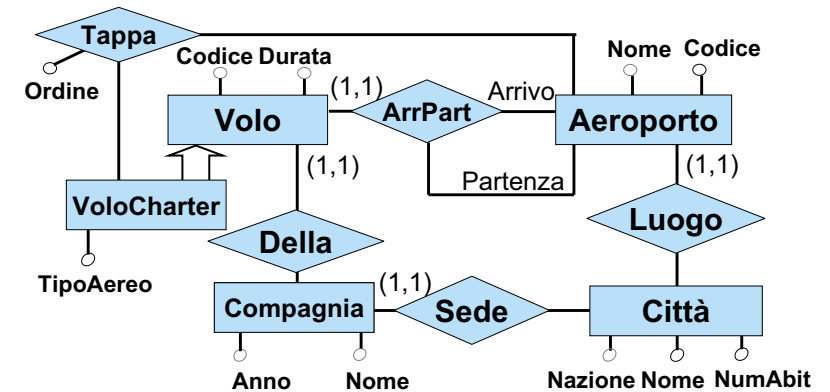 Tappa
Ordine
Codice Durata
(1,1)
Arrivo
Nome Codice
Volo
ArrPart
Aeroporto
(1,1)
Partenza
(1,1)
VoloCharter
Luogo
Della
TipoAereo
Compagnia
(1,1)
Sede
Città
Anno Nome
Nazione Nome NumAbit